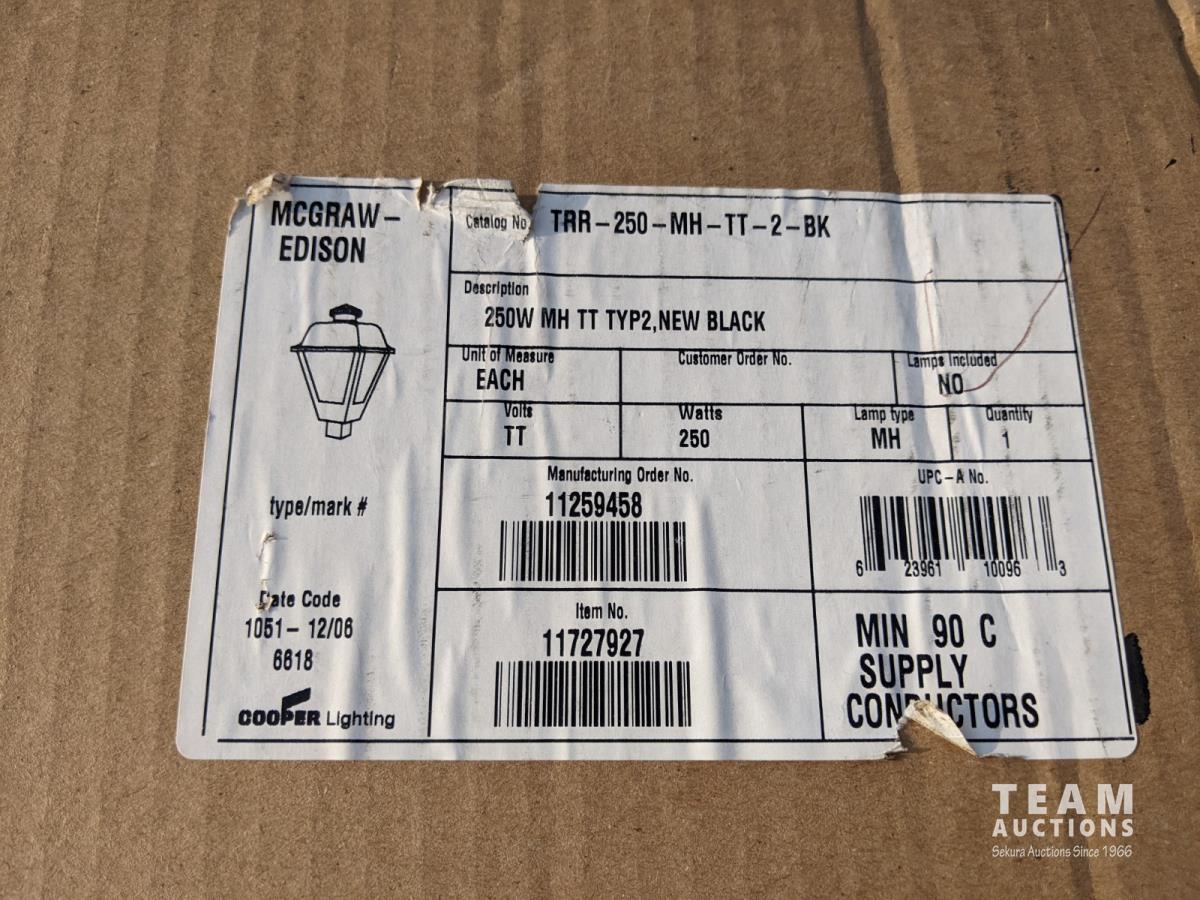 MCGRAW-
EDISON
type/mark #
Date Code
1051- 12/06
6618
COOPER Lighting
Catalog No. TRR-250-MH-TT-2-BK
Description
250W MH TT TYP2,NEW BLACK
Unit of Measure
EACH
Customer Order No.
Lamps Included
NO
Volts
TT
Watts
250
Lamp type
MH
Quantity
1
Manufacturing Order No.
11259458
UPC-A No.
6 23961 10096 3
Item No.
11727927
MIN 90 C
SUPPLY
CONDUCTORS
TEAM
AUCTIONS
Sekura Auctions Since 1966